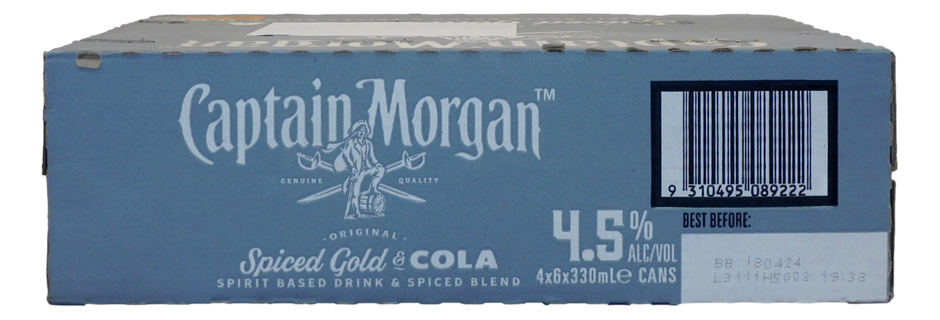 Captain Morgan™
GENUINE QUALITY
·ORIGINAL·
Spiced Gold & COLA
SPIRIT BASED DRINK & SPICED BLEND
4.5% ALC/VOL
4x6x330mLe CANS
9 310495 089222
BEST BEFORE:
BB 180424